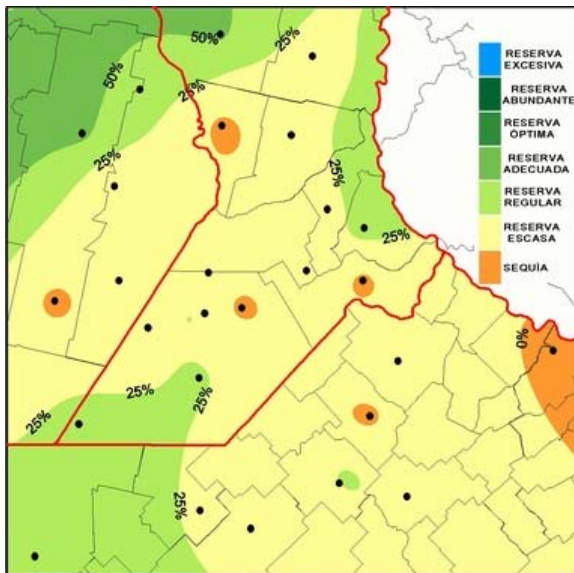 50%
25%
50%
25%
25%
25%
25%
0%
25%
25%
25%
25%
RESERVA
EXCESIVA
RESERVA
ABUNDANTE
RESERVA
ÓPTIMA
RESERVA
ADECUADA
RESERVA
REGULAR
RESERVA
ESCASA
SEQUÌA